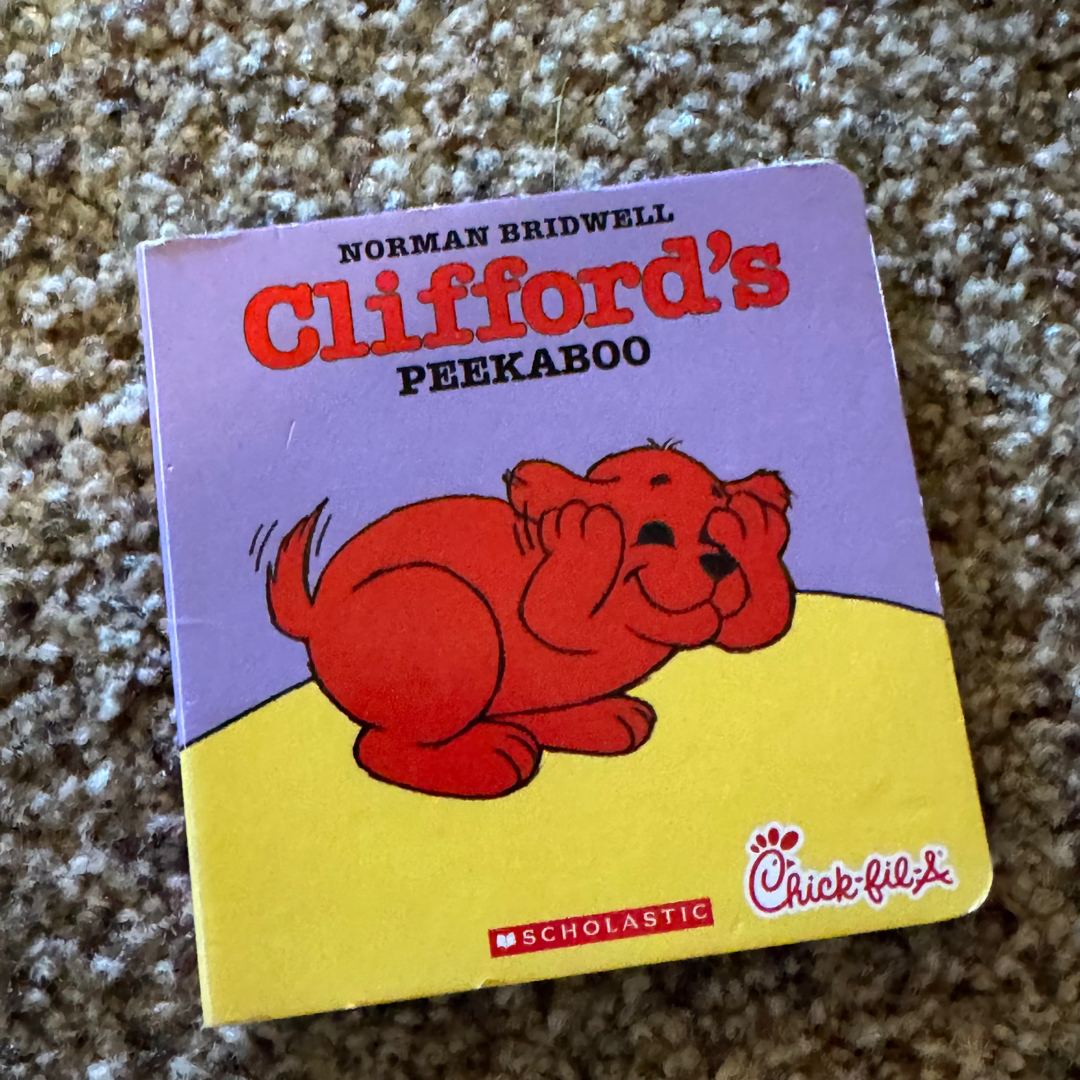 NORMAN BRIDWELL
Clifford's
PEEKABOO
Chick-fil-A
SCHOLASTIC